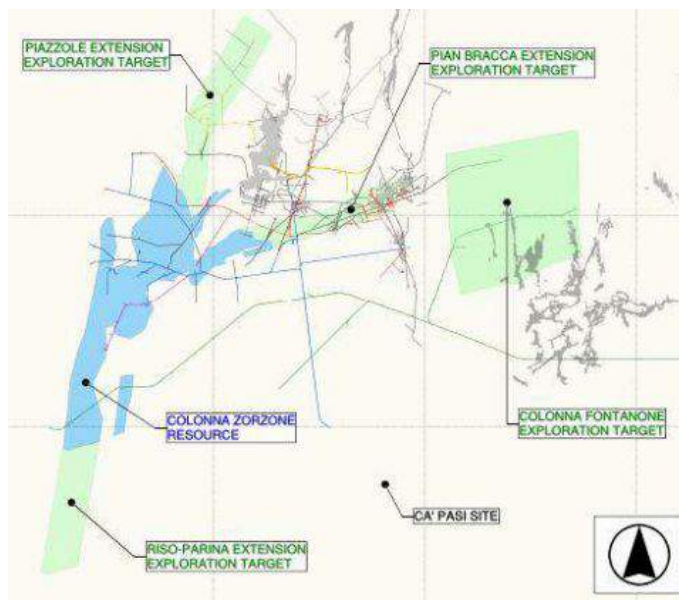 PIAZZOLE EXTENSION
EXPLORATION TARGET
PIAN BRACCA EXTENSION
EXPLORATION TARGET
COLONNA ZORZONE
RESOURCE
COLONNA FONTANONE
EXPLORATION TARGET
CA' PASI SITE
RISO-PARINA EXTENSION
EXPLORATION TARGET